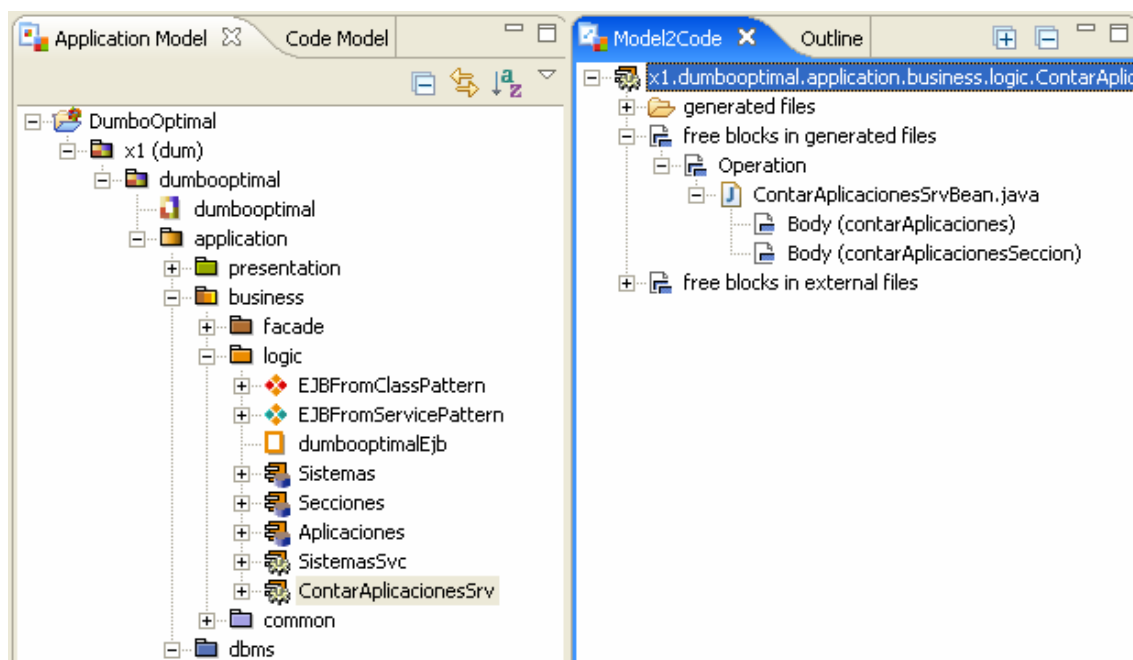 Application Model
Code Model
DumboOptimal
x1 (dum)
dumbooptimal
dumbooptimal
application
presentation
business
facade
logic
EJBFromClassPattern
EJBFromServicePattern
dumbooptimalEjb
Sistemas
Secciones
Aplicaciones
SistemasSvc
ContarAplicacionesSrv
common
dbms
Model2Code
Outline
x1.dumbooptimal.application.business.logic.ContarAplic
generated files
free blocks in generated files
Operation
ContarAplicacionesSrvBean.java
Body (contarAplicaciones)
Body (contarAplicacionesSeccion)
free blocks in external files